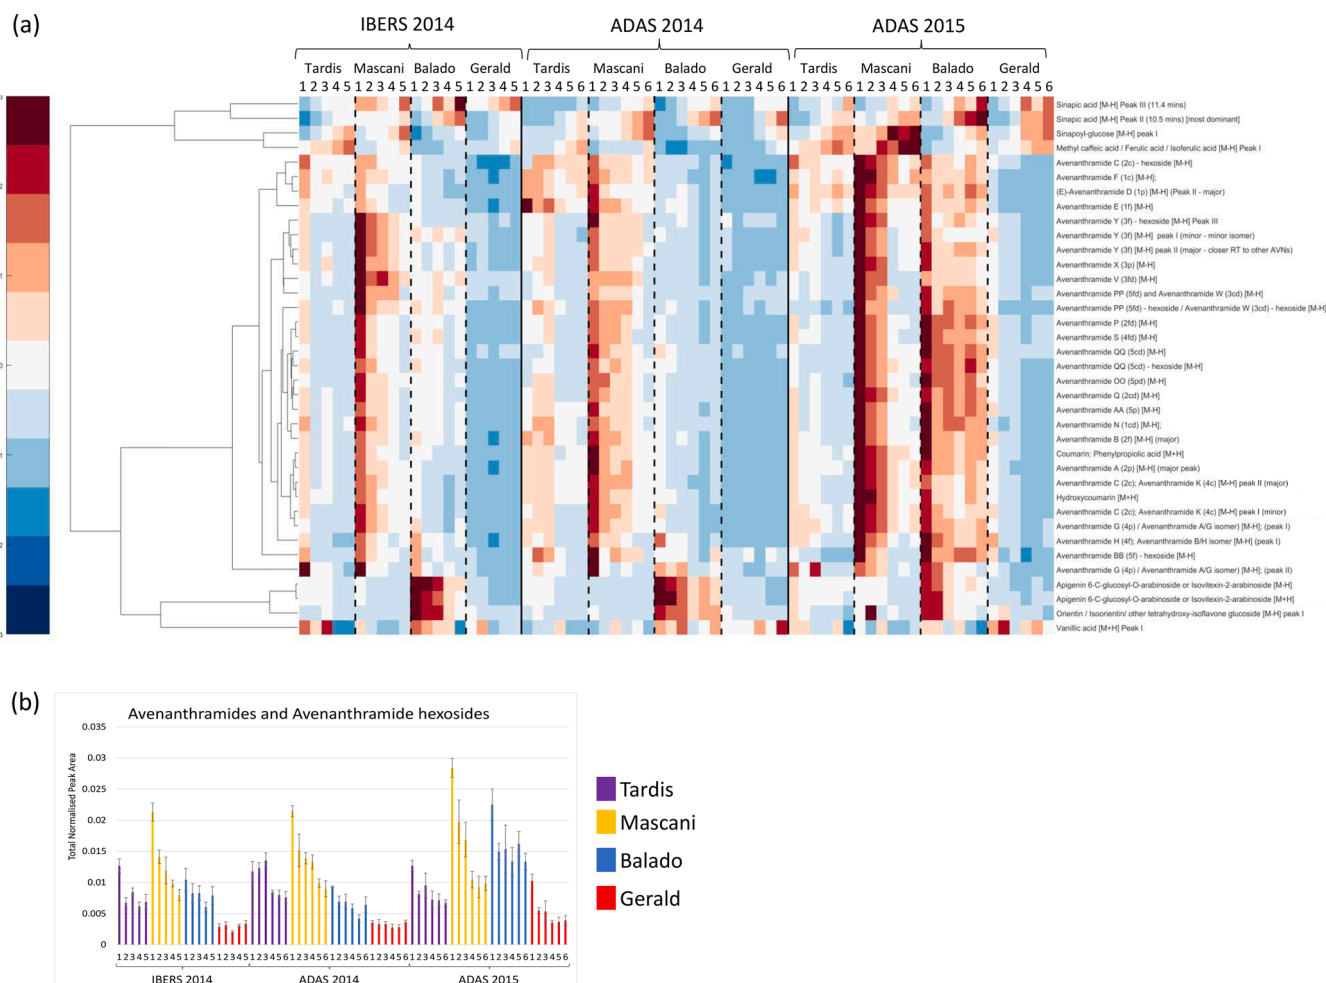 (a)
IBERS 2014 ADAS 2014 ADAS 2015
Tardis Mascani Balado Gerald Tardis Mascani Balado Gerald Tardis Mascani Balado Gerald
1 2 3 4 5 1 2 3 4 5 1 2 3 4 5 1 2 3 4 5 1 2 3 4 5 6 1 2 3 4 5 6 1 2 3 4 5 6 1 2 3 4 5 6 1 2 3 4 5 6 1 2 3 4 5 6 1 2 3 4 5 6 1 2 3 4 5 6
Sinapic acid [M-H] Peak III (11.4 mins)
Sinapic acid [M-H] Peak II (10.5 mins) [most dominant]
Sinapoyl-glucose [M-H] peak I
Methyl caffeic acid / Ferulic acid / Isoferulic acid [M-H] Peak I
Avenanthramide C (2c) - hexoside [M-H]
Avenanthramide F (1c) [M-H];
(E)-Avenanthramide D (1p) [M-H] (Peak II - major)
Avenanthramide E (1f) [M-H]
Avenanthramide Y (3f) - hexoside [M-H] Peak III
Avenanthramide Y (3f) [M-H] peak I (minor - minor isomer)
Avenanthramide Y (3f) [M-H] peak II (major - closer RT to other AVNs)
Avenanthramide X (3p) [M-H]
Avenanthramide V (3fd) [M-H]
Avenanthramide PP (5fd) and Avenanthramide W (3cd) [M-H]
Avenanthramide PP (5fd) - hexoside / Avenanthramide W (3cd) - hexoside [M-H]
Avenanthramide P (2fd) [M-H]
Avenanthramide S (4fd) [M-H]
Avenanthramide QQ (5cd) [M-H]
Avenanthramide QQ (5cd) - hexoside [M-H]
Avenanthramide OO (5pd) [M-H]
Avenanthramide Q (2cd) [M-H]
Avenanthramide AA (5p) [M-H]
Avenanthramide N (1cd) [M-H];
Avenanthramide B (2f) [M-H] (major)
Coumarin; Phenylpropiolic acid [M+H]
Avenanthramide A (2p) [M-H] (major peak)
Avenanthramide C (2c); Avenanthramide K (4c) [M-H] peak II (major)
Hydroxycoumarin [M+H]
Avenanthramide C (2c); Avenanthramide K (4c) [M-H] peak I (minor)
Avenanthramide G (4p) / Avenanthramide A/G isomer) [M-H]; (peak I)
Avenanthramide H (4f); Avenanthramide B/H isomer [M-H] (peak I)
Avenanthramide BB (5f) - hexoside [M-H]
Avenanthramide G (4p) / Avenanthramide A/G isomer) [M-H]; (peak II)
Apigenin 6-C-glucosyl-O-arabinoside or Isovitexin-2-arabinoside [M-H]
Apigenin 6-C-glucosyl-O-arabinoside or Isovitexin-2-arabinoside [M+H]
Orientin / Isoorientin/ other tetrahydroxy-isoflavone glucoside [M-H] peak I
Vanillic acid [M+H] Peak I
(b)
Avenanthramides and Avenanthramide hexosides
Total Normalised Peak Area
0.035
0.03
0.025
0.02
0.015
0.01
0.005
0
1 2 3 4 5 1 2 3 4 5 1 2 3 4 5 1 2 3 4 5 1 2 3 4 5 6 1 2 3 4 5 6 1 2 3 4 5 6 1 2 3 4 5 6 1 2 3 4 5 6 1 2 3 4 5 6 1 2 3 4 5 6 1 2 3 4 5 6
IBERS 2014 ADAS 2014 ADAS 2015
Tardis
Mascani
Balado
Gerald